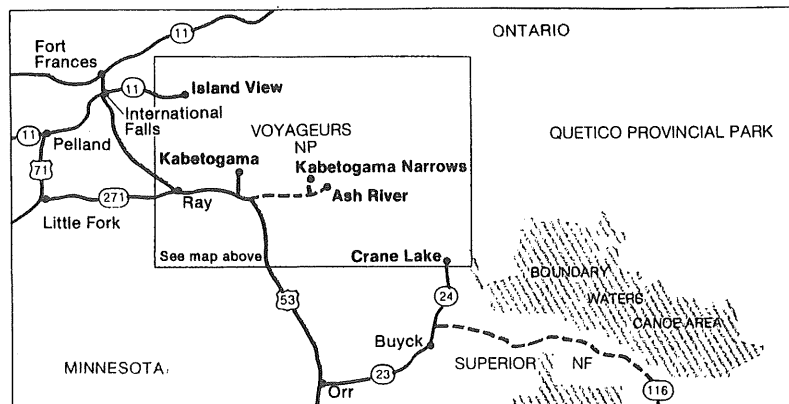 ONTARIO
11
Fort
Frances
11
Island View
International
Falls
11
Pelland
VOYAGEURS
NP
QUETICO PROVINCIAL PARK
Kabetogama
Kabetogama Narrows
71
Ash River
271
Ray
Little Fork
See map above
Crane Lake
BOUNDARY
WATERS
CANOE AREA
24
53
Buyck
SUPERIOR NF
MINNESOTA
23
Orr
116